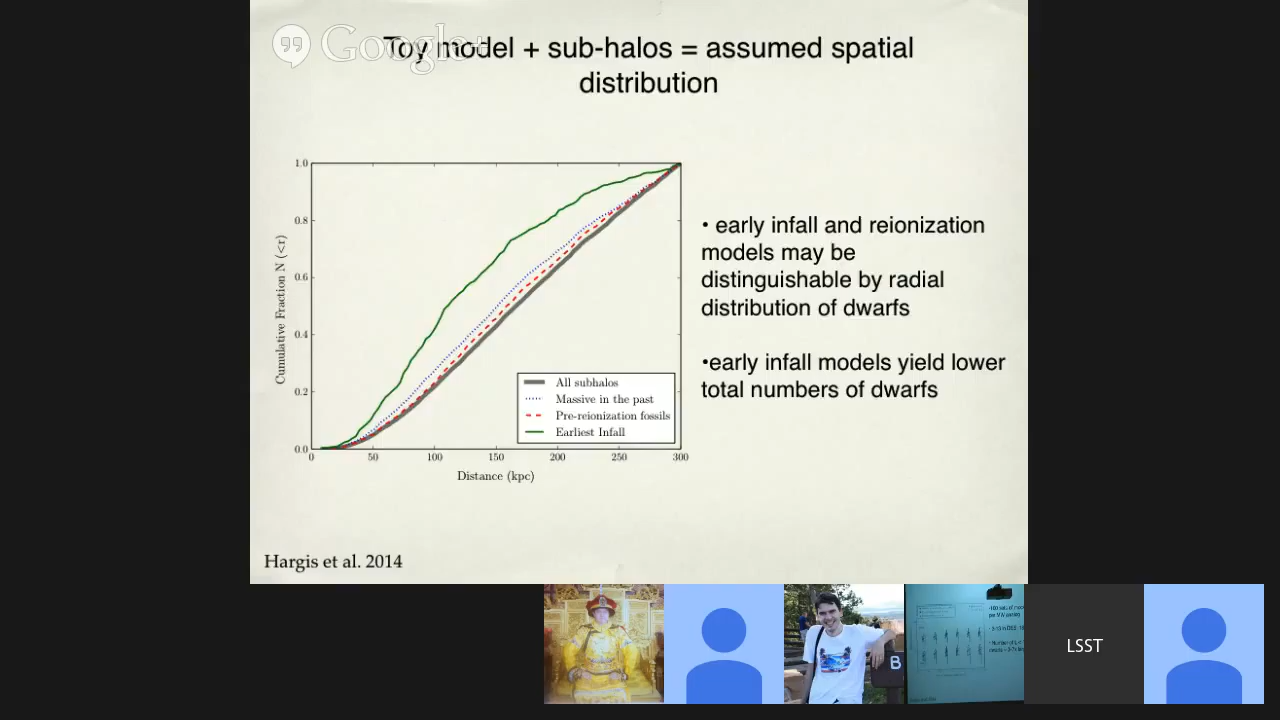 Google+
Toy model + sub-halos = assumed spatial
distribution
1.0
0.8
0.6
0.4
0.2
0.0
Cumulative Fraction N (<r)
0 50 100 150 200 250 300
Distance (kpc)
All subhalos
Massive in the past
Pre-reionization fossils
Earliest Infall
• early infall and reionization
models may be
distinguishable by radial
distribution of dwarfs
•early infall models yield lower
total numbers of dwarfs
Hargis et al. 2014
B
LSST